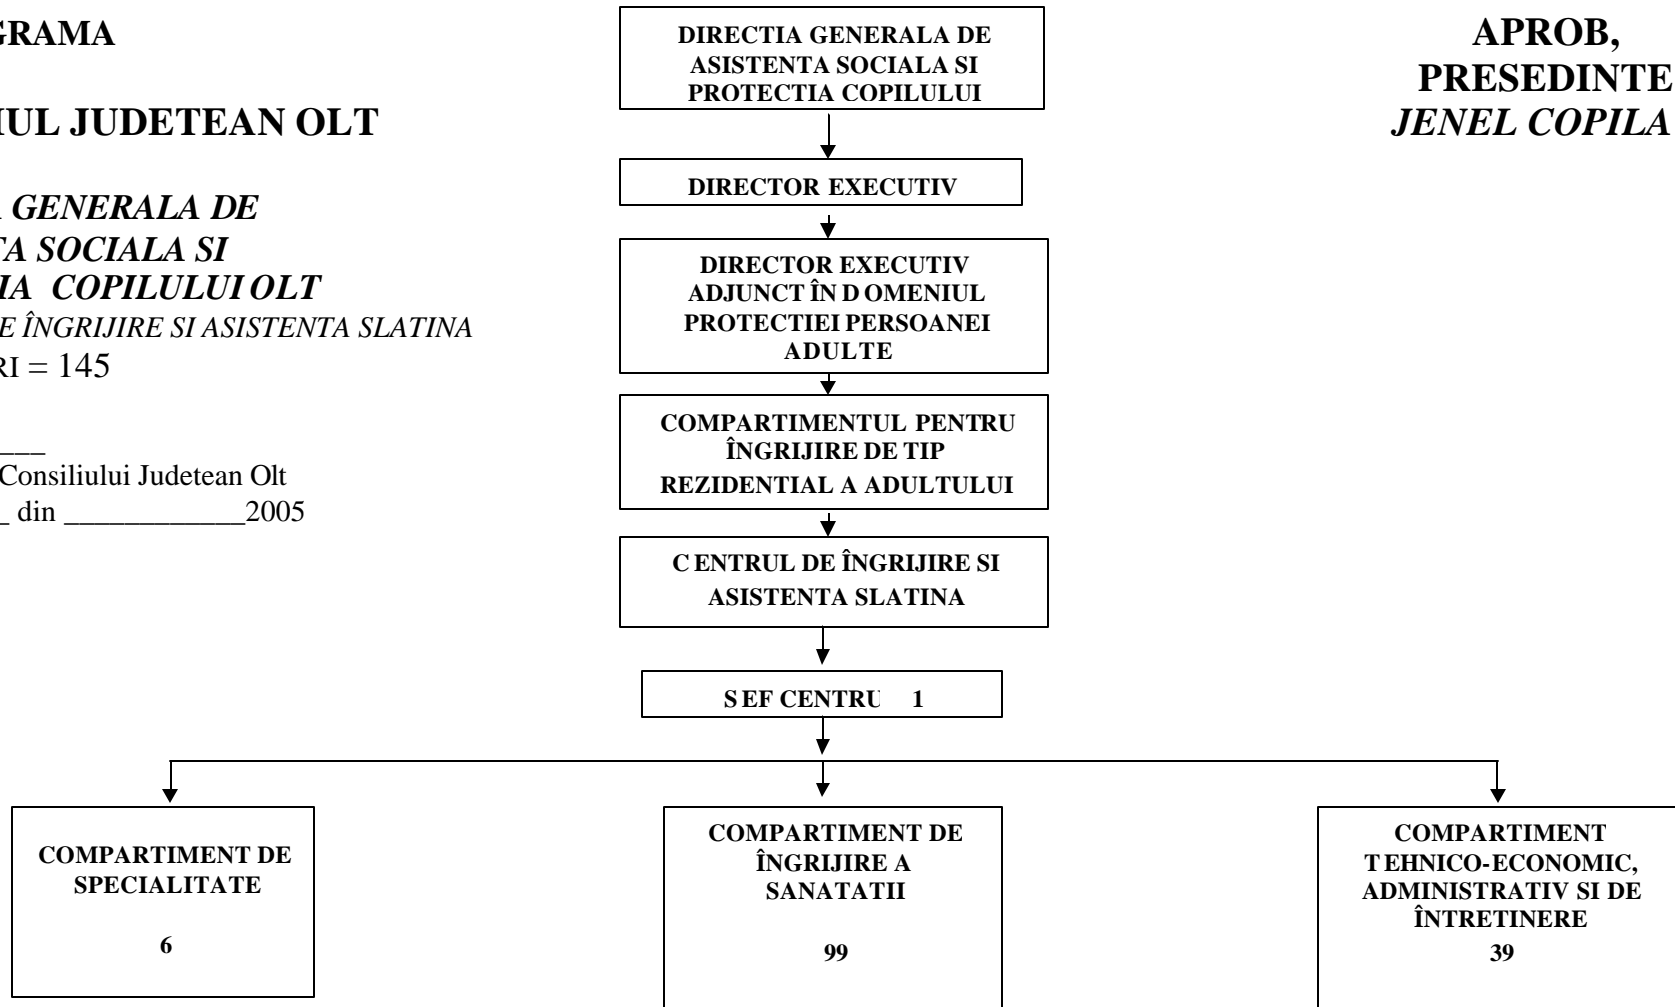 GRAMA
IUL JUDETEAN OLT
A GENERALA DE
TA SOCIALA SI
IA COPILULUI OLT
E ÎNGRIJIRE SI ASISTENTA SLATINA
RI = 145
____
Consiliului Judetean Olt
_ din ____________2005
DIRECTIA GENERALA DE
ASISTENTA SOCIALA SI
PROTECTIA COPILULUI
APROB,
PRESEDINTE
JENEL COPILA
DIRECTOR EXECUTIV
DIRECTOR EXECUTIV
ADJUNCT ÎN DOMENIUL
PROTECTIEI PERSOANEI
ADULTE
COMPARTIMENTUL PENTRU
ÎNGRIJIRE DE TIP
REZIDENTIAL A ADULTULUI
CENTRUL DE ÎNGRIJIRE SI
ASISTENTA SLATINA
SEF CENTRU 1
COMPARTIMENT DE
SPECIALITATE
6
COMPARTIMENT DE
ÎNGRIJIRE A
SANATATII
99
COMPARTIMENT
TEHNICO-ECONOMIC,
ADMINISTRATIV SI DE
ÎNTRETINERE
39